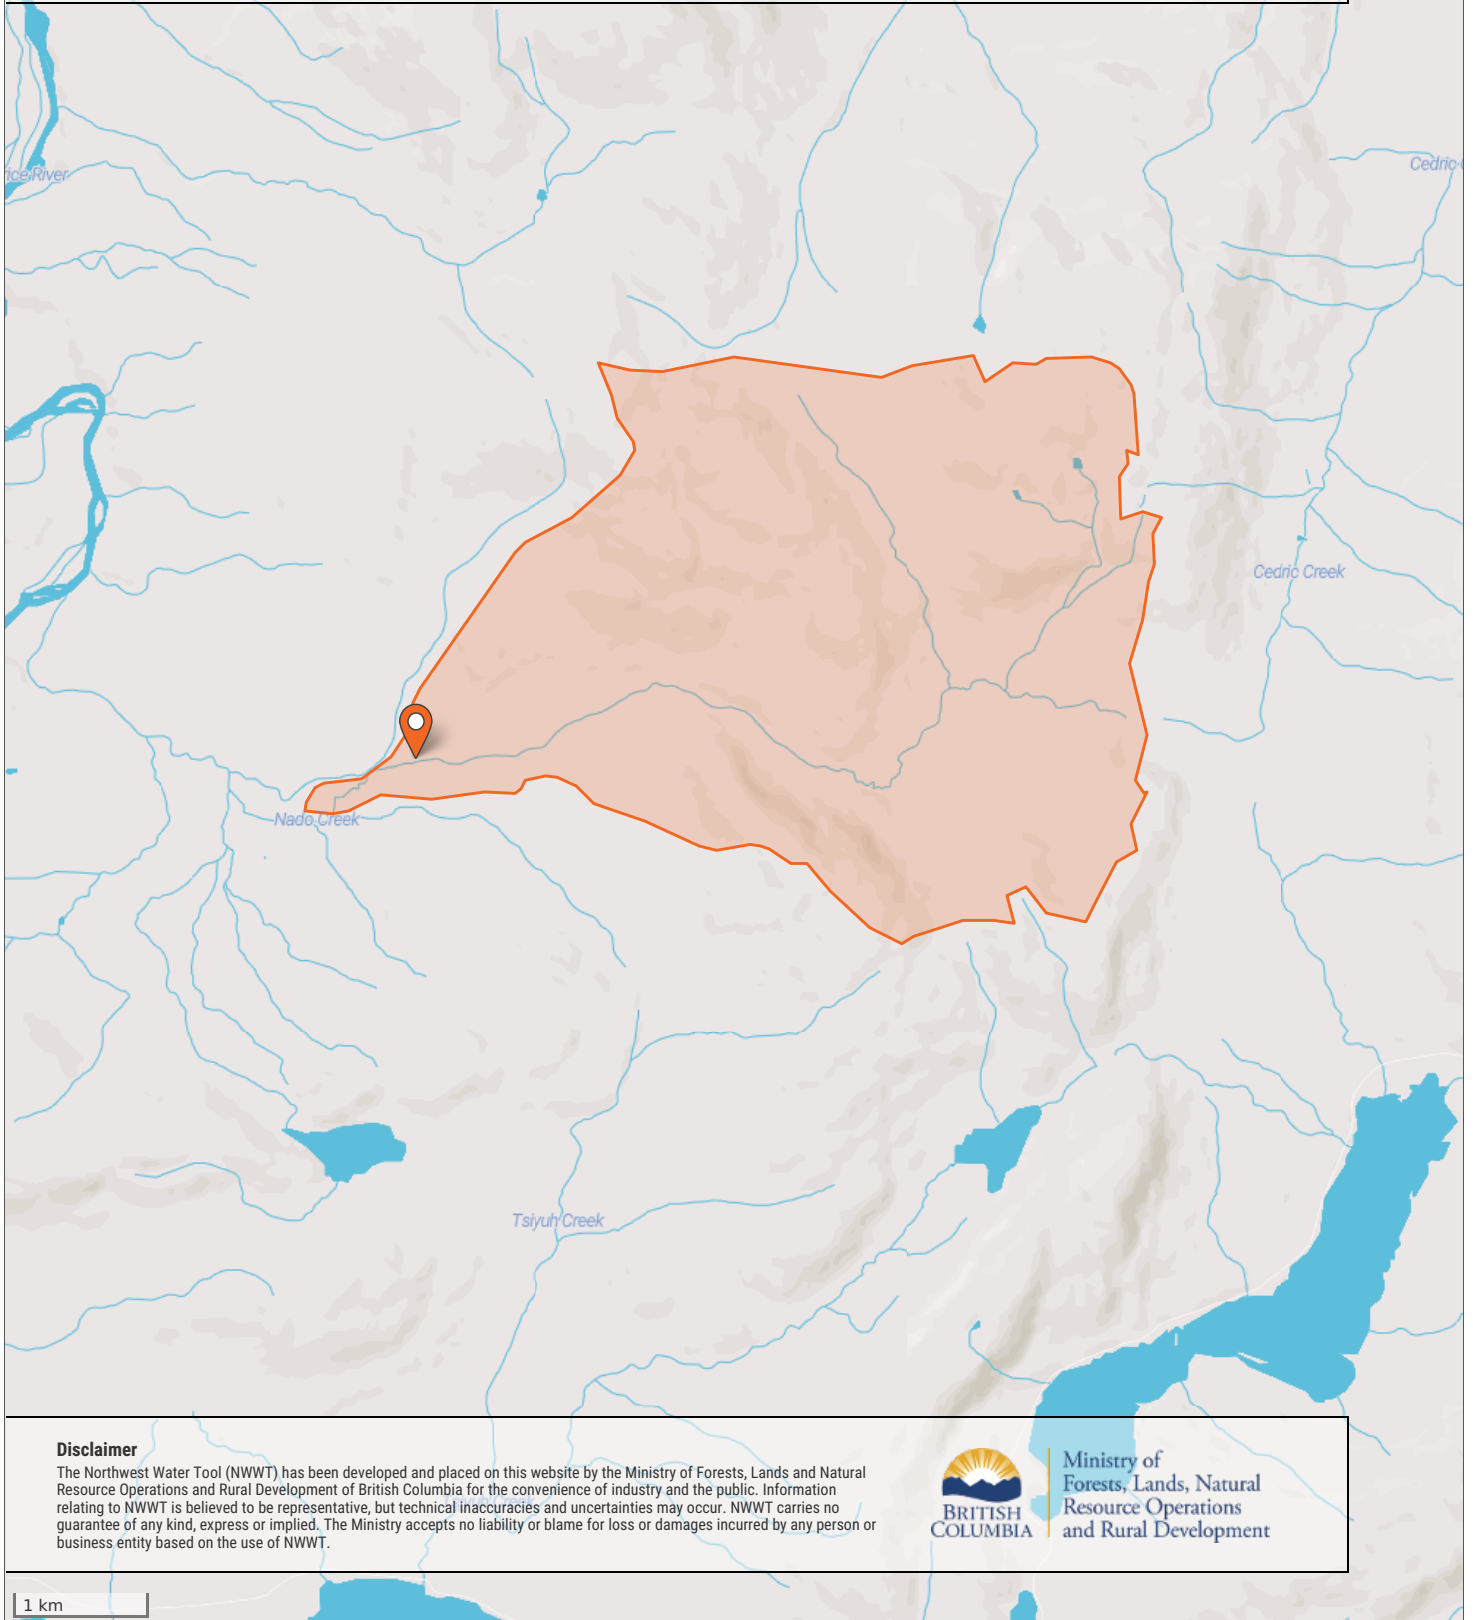 ice River
Cedric
Cedric Creek
Nado Creek
Tsiyuh Creek
Disclaimer
The Northwest Water Tool (NWWT) has been developed and placed on this website by the Ministry of Forests, Lands and Natural
Resource Operations and Rural Development of British Columbia for the convenience of industry and the public. Information
relating to NWWT is believed to be representative, but technical inaccuracies and uncertainties may occur. NWWT carries no
guarantee of any kind, express or implied. The Ministry accepts no liability or blame for loss or damages incurred by any person or
business entity based on the use of NWWT.
BRITISH
COLUMBIA
Ministry of
Forests, Lands, Natural
Resource Operations
and Rural Development
1 km